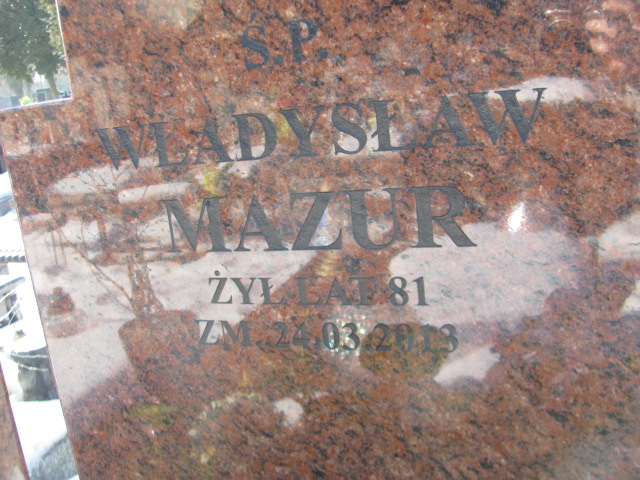 Ś.P.
WŁADYSŁAW
MAZUR
ŻYŁ LAT 81
ZM. 24.03.2013